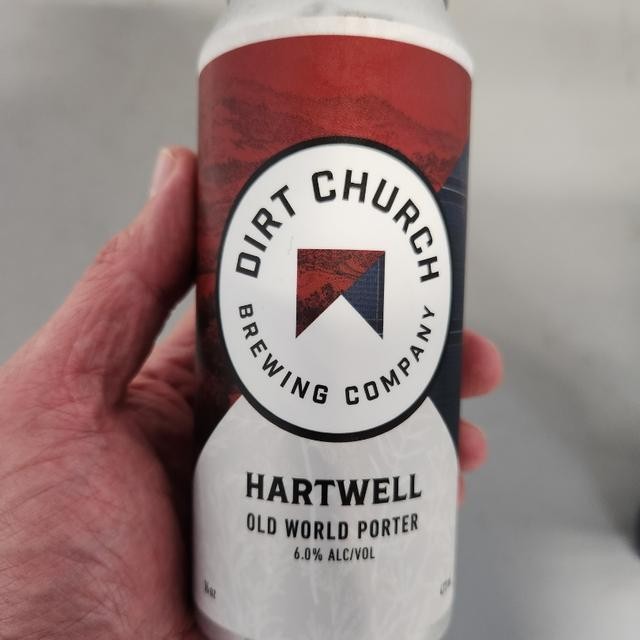 DIRT CHURCH
BREWING COMPANY
HARTWELL
OLD WORLD PORTER
6.0% ALC/VOL